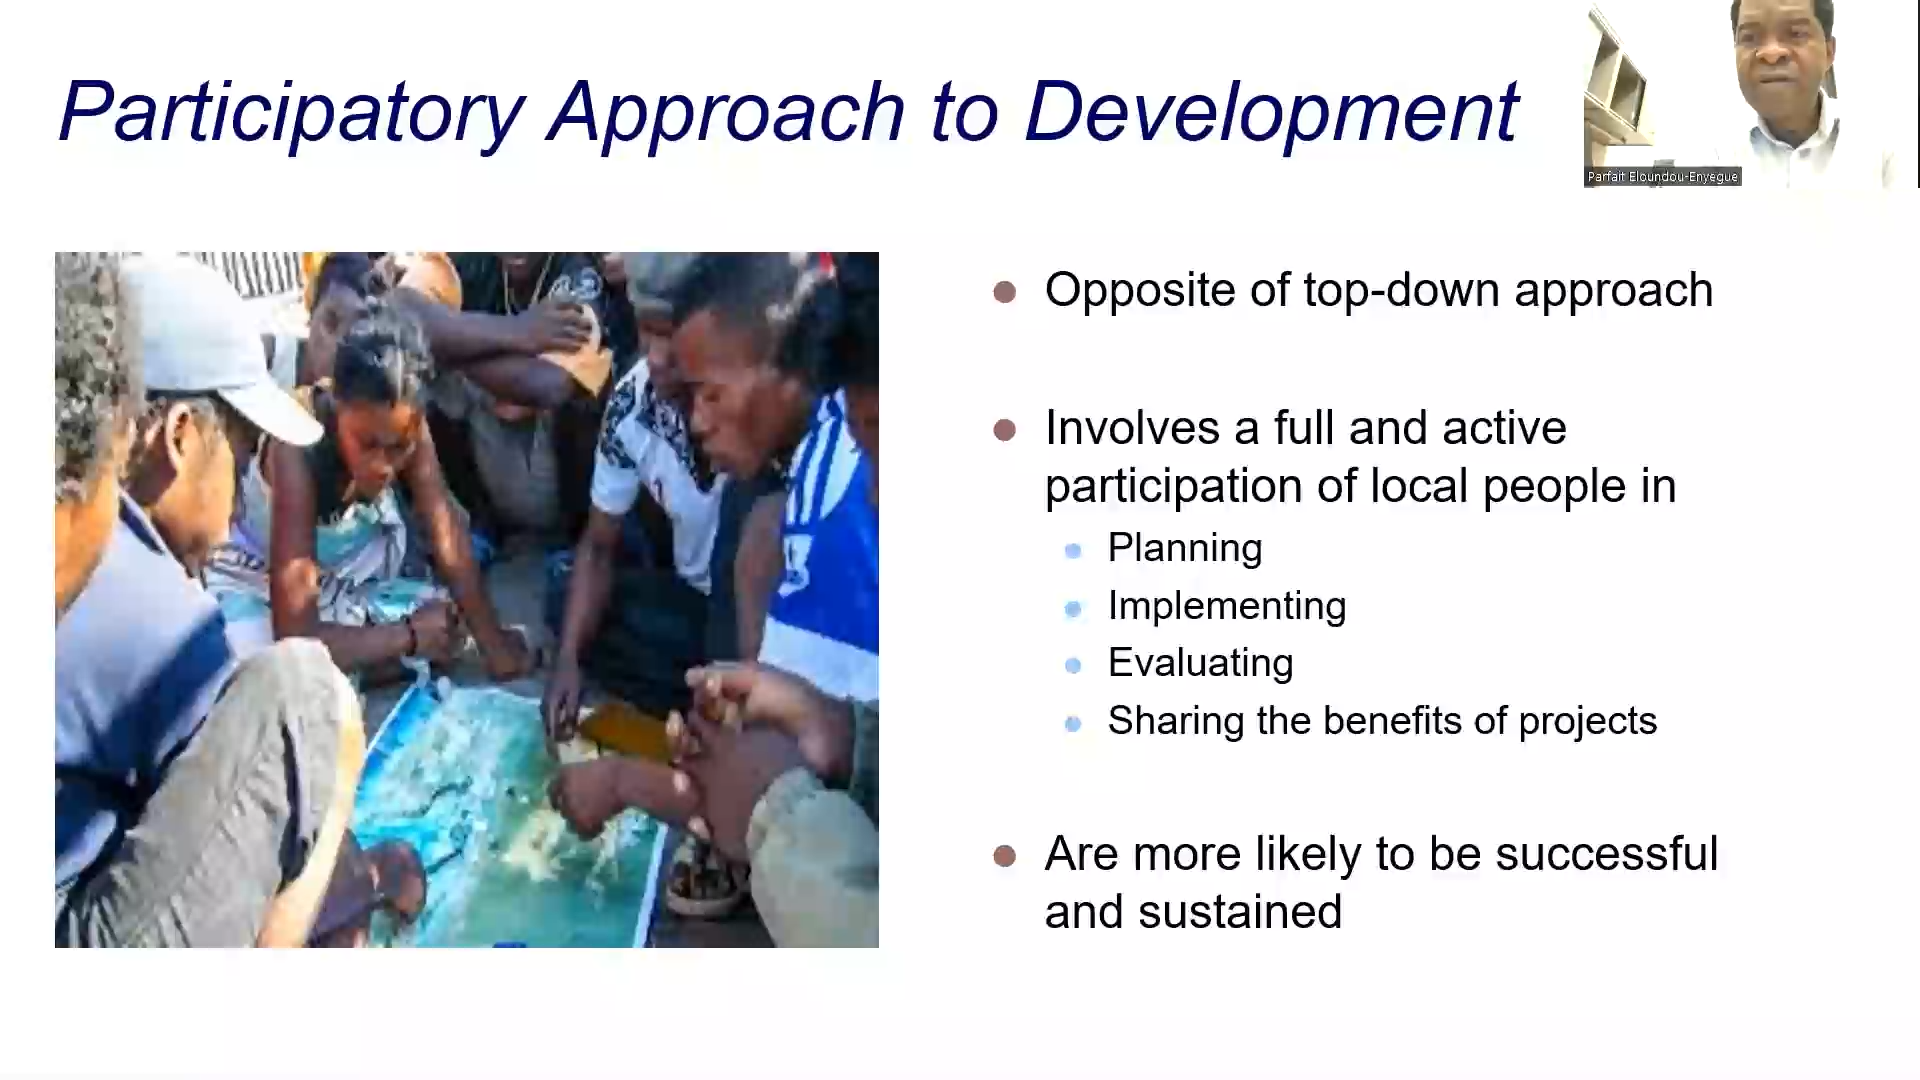 Participatory Approach to Development
Parfait Eloundou-Enyegue
Opposite of top-down approach
Involves a full and active
participation of local people in
Planning
Implementing
Evaluating
Sharing the benefits of projects
Are more likely to be successful
and sustained